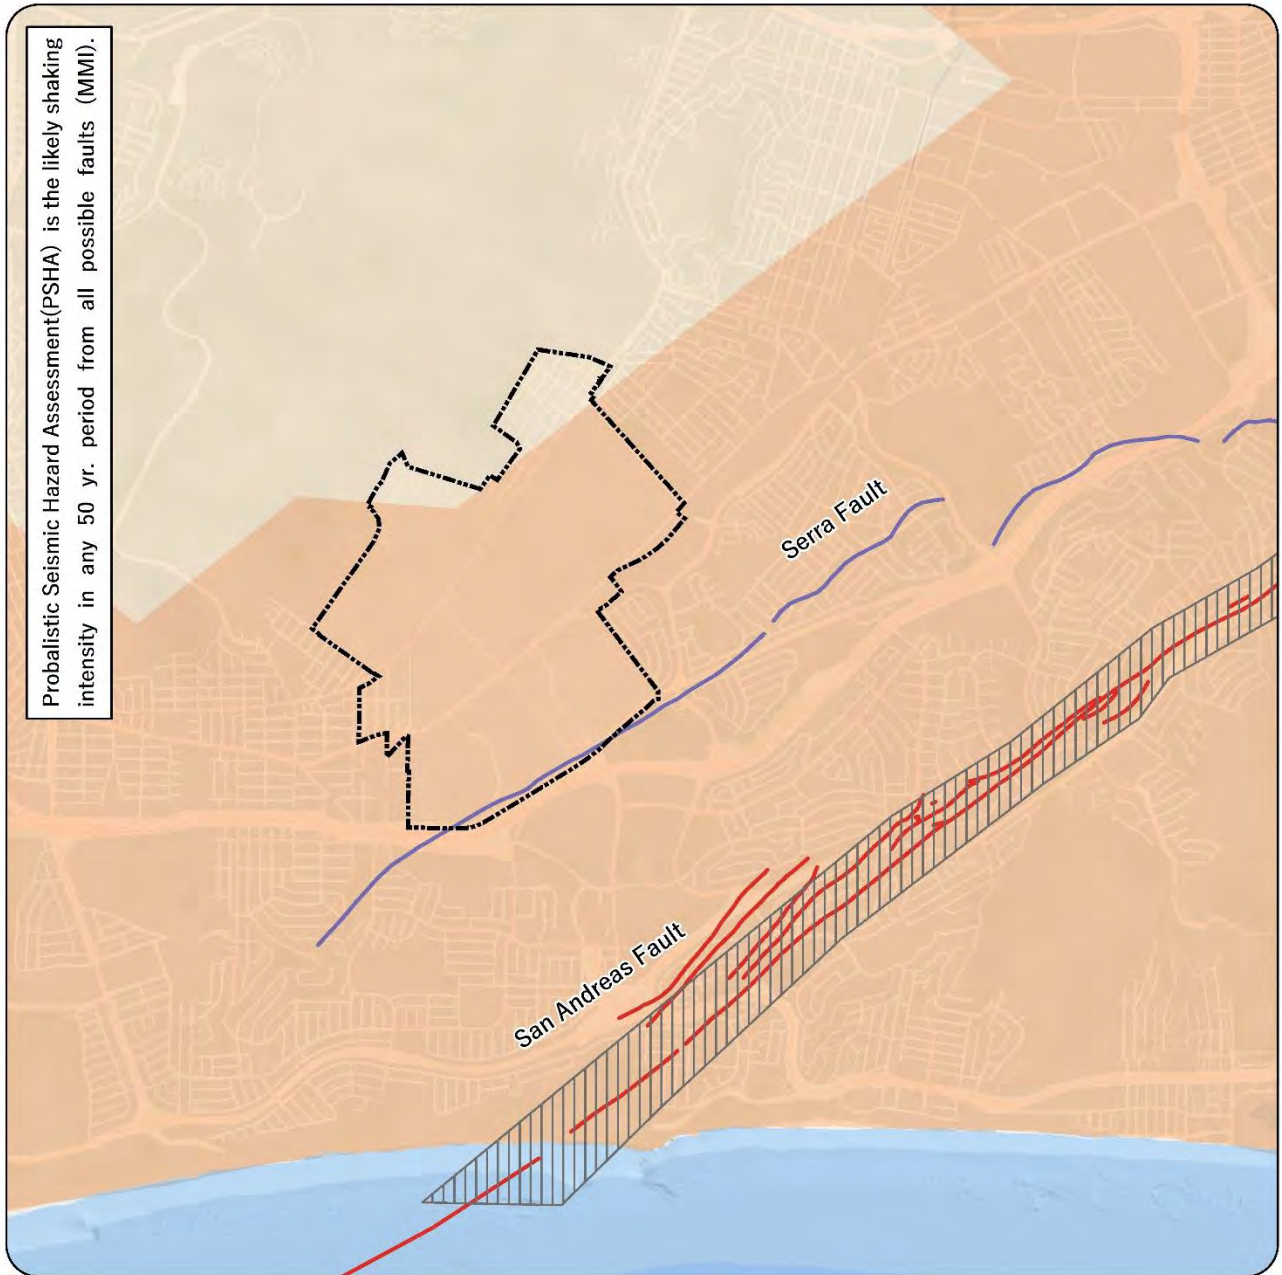 Probalistic Seismic Hazard Assessment(PSHA) is the likely shaking
intensity in any 50 yr. period from all possible faults (MMI).
Serra Fault
San Andreas Fault